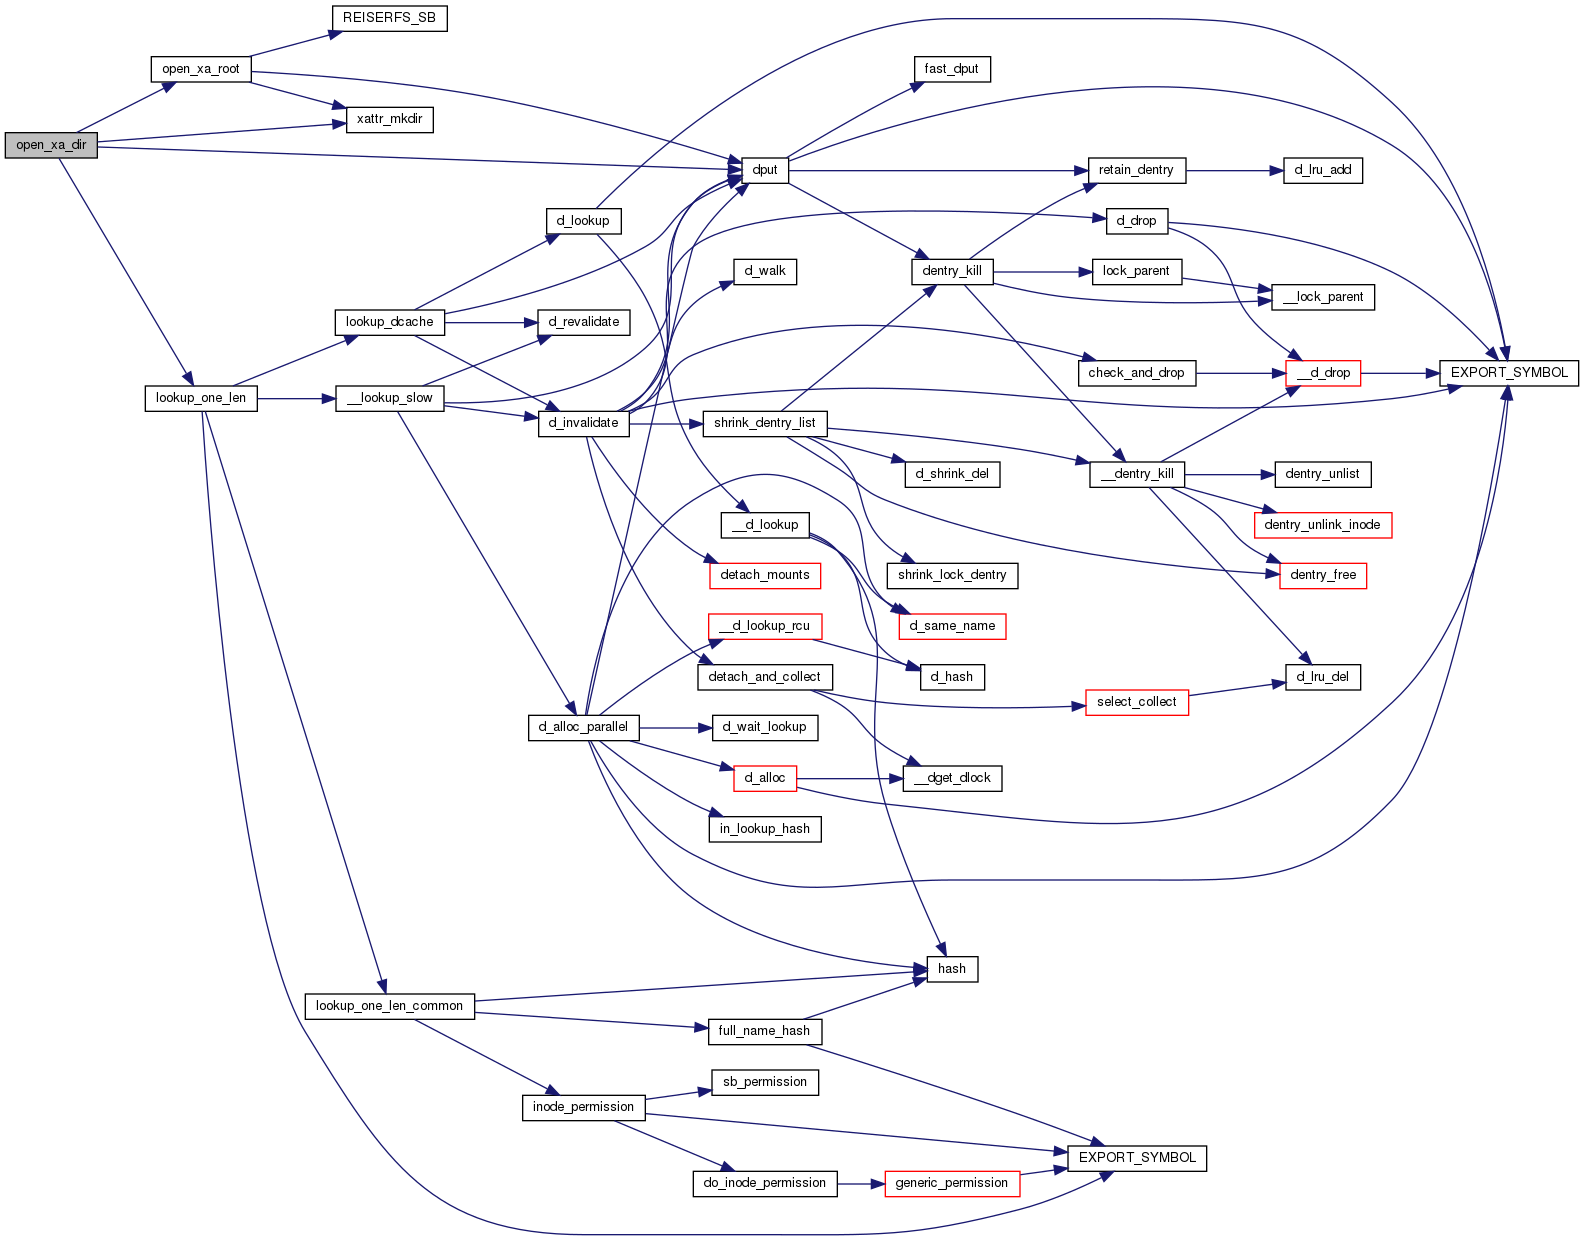 REISERFS_SB
open_xa_root
fast_dput
xattr_mkdir
open_xa_dir
dput
retain_dentry
d_lru_add
d_lookup
d_drop
d_walk
dentry_kill
lock_parent
__lock_parent
lookup_dcache
d_revalidate
check_and_drop
__d_drop
EXPORT_SYMBOL
lookup_one_len
__lookup_slow
d_invalidate
shrink_dentry_list
d_shrink_del
__dentry_kill
dentry_unlist
__d_lookup
dentry_unlink_inode
detach_mounts
shrink_lock_dentry
dentry_free
__d_lookup_rcu
d_same_name
detach_and_collect
d_hash
d_lru_del
select_collect
d_alloc_parallel
d_wait_lookup
d_alloc
__dget_dlock
in_lookup_hash
hash
lookup_one_len_common
full_name_hash
sb_permission
inode_permission
EXPORT_SYMBOL
do_inode_permission
generic_permission